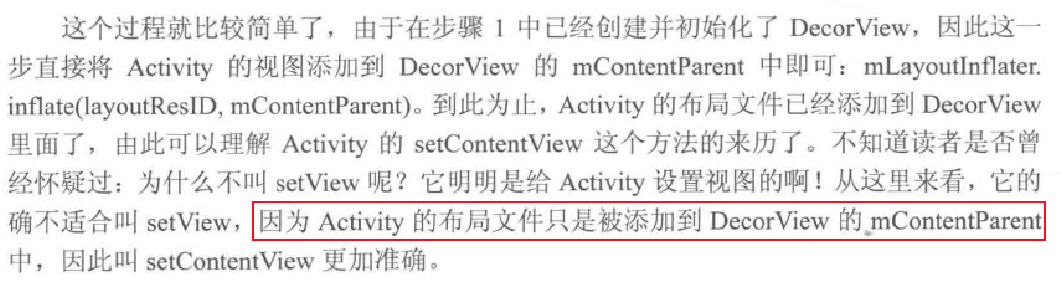 这个过程就比较简单了，由于在步骤 1 中已经创建并初始化了 DecorView，因此这一
步直接将 Activity 的视图添加到 DecorView 的 mContentParent 中即可：mLayoutInflater.
inflate(layoutResID, mContentParent)。到此为止，Activity 的布局文件已经添加到 DecorView
里面了，由此可以理解 Activity 的 setContentView 这个方法的来历了。不知道读者是否曾
经怀疑过：为什么不叫 setView 呢？它明明是给 Activity 设置视图的啊！从这里来看，它的
确不适合叫 setView，因为 Activity 的布局文件只是被添加到 DecorView 的 mContentParent
中，因此叫 setContentView 更加准确。